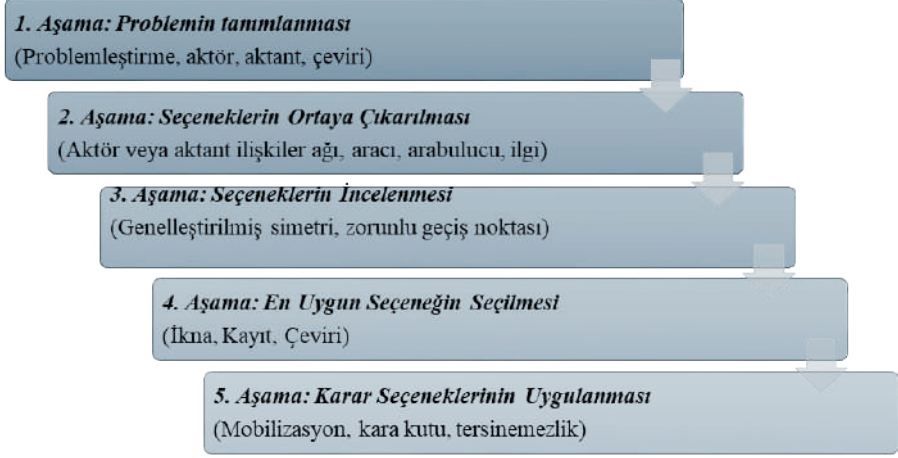 1. Aşama: Problemin tammlanması
(Problemleştirme, aktör, aktant, çeviri)
2. Aşama: Seçeneklerin Ortaya Çıkarılması
(Aktör veya aktant ilişkiler ağı, aracı, arabulucu, ilgi)
3. Aşama: Seçeneklerin İncelenmesi
(Genelleştirilmiş simetri, zorunlu geçiş noktası)
4. Aşama: En Uygun Seçeneğin Seçilmesi
(İkna, Kayıt, Çeviri)
5. Aşama: Karar Seçeneklerinin Uygulanması
(Mobilizasyon, kara kutu, tersinemezlik)